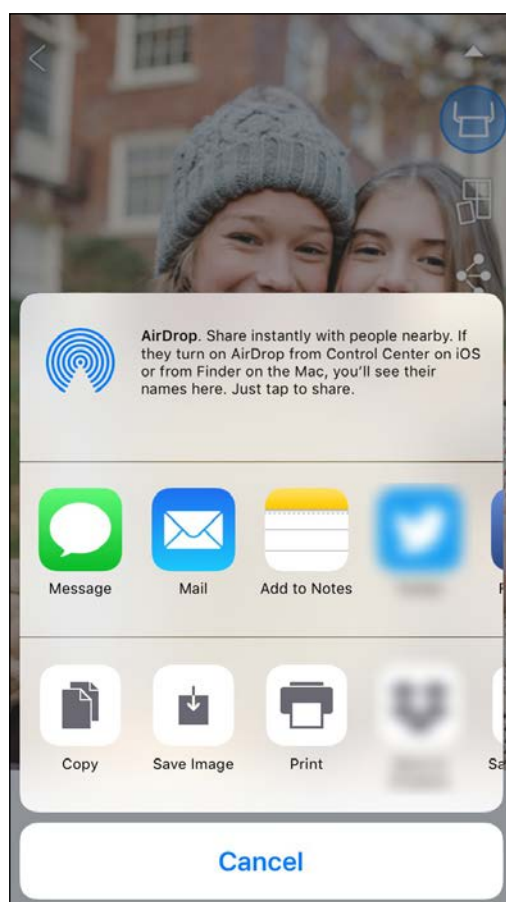 AirDrop. Share instantly with people nearby. If
they turn on AirDrop from Control Center on iOS
or from Finder on the Mac, you'll see their
names here. Just tap to share.
Message Mail Add to Notes
Copy Save Image Print
Cancel